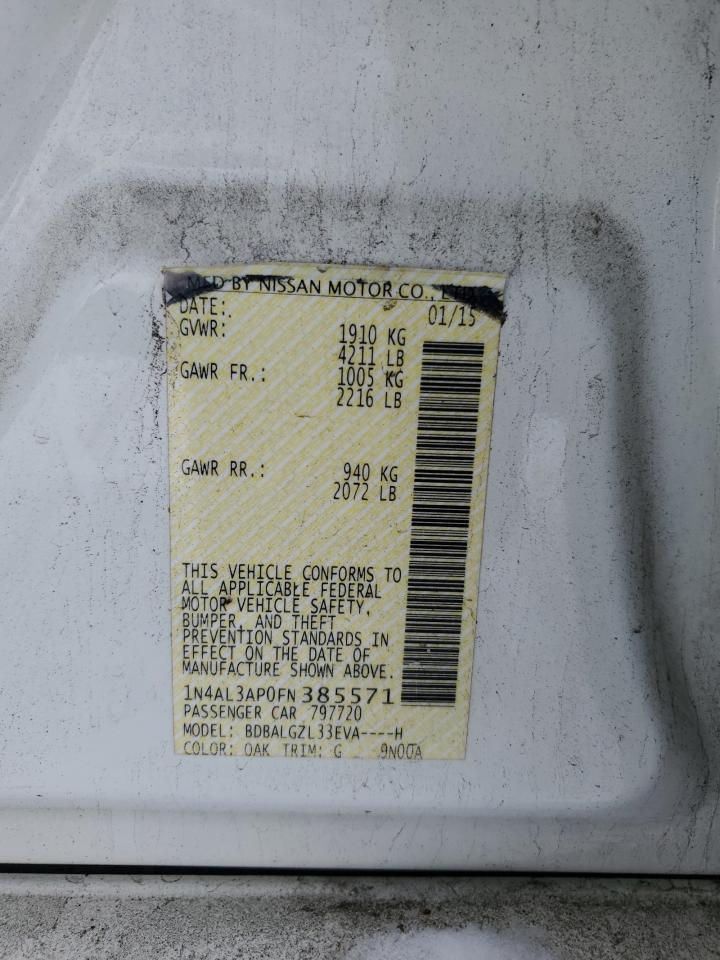 MFD BY NISSAN MOTOR CO.,
DATE: 01/15
GVWR: 1910 KG
4211 LB
GAWR FR.: 1005 KG
2216 LB
GAWR RR.: 940 KG
2072 LB
THIS VEHICLE CONFORMS TO
ALL APPLICABLE FEDERAL
MOTOR VEHICLE SAFETY,
BUMPER, AND THEFT
PREVENTION STANDARDS IN
EFFECT ON THE DATE OF
MANUFACTURE SHOWN ABOVE.
1N4AL3AP0FN385571
PASSENGER CAR 797720
MODEL: BDBALGZL33EVA----H
COLOR: QAK TRIM: G 9N00A